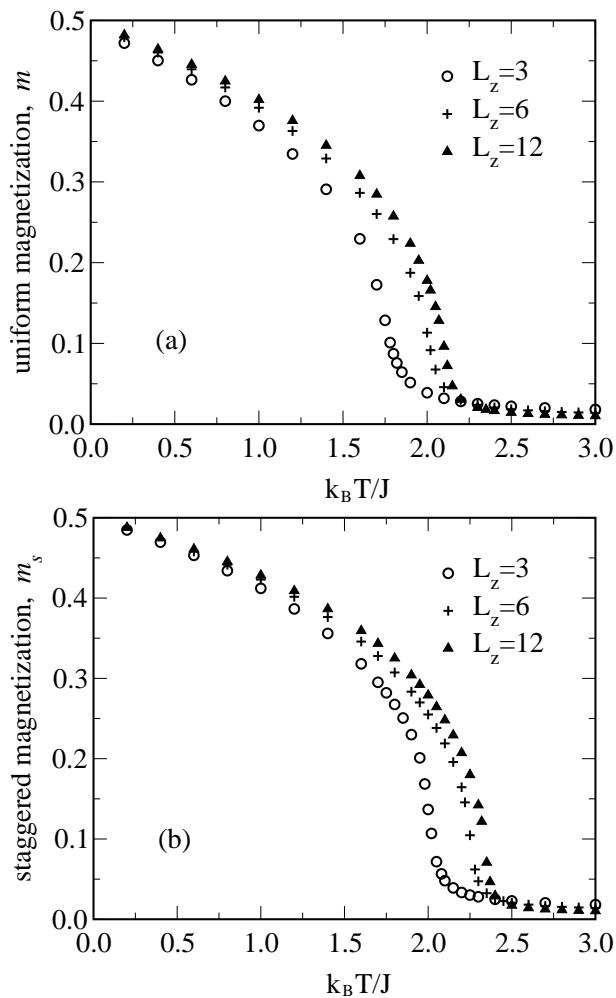 0.5
0.4
0.3
0.2
0.1
0.0
uniform magnetization, m
L_z=3
L_z=6
L_z=12
(a)
0.0 0.5 1.0 1.5 2.0 2.5 3.0
k_BT/J
0.5
0.4
0.3
0.2
0.1
0.0
staggered magnetization, m_s
L_z=3
L_z=6
L_z=12
(b)
0.0 0.5 1.0 1.5 2.0 2.5 3.0
k_BT/J